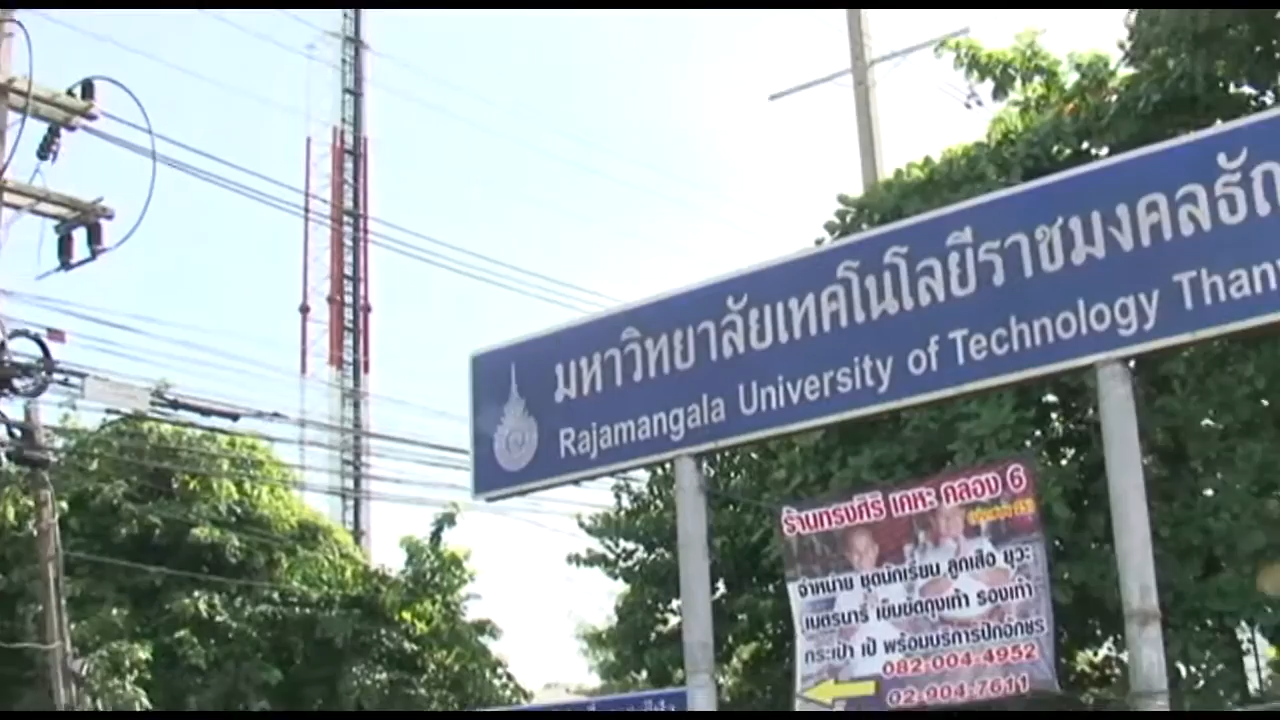 มหาวิทยาลัยเทคโนโลยีราชมงคลธัญ
Rajamangala University of Technology Thany
ร้านทรงศิริ เคหะ คลอง 6
จำหน่าย ชุดนักเรียน ลูกเสือ ยุวะ
เนตรนารี เข็มขัดถุงเท้า รองเท้า
กระเป๋า เป้ พร้อมบริการปักอักษร
082-004-4952
02-904-7611